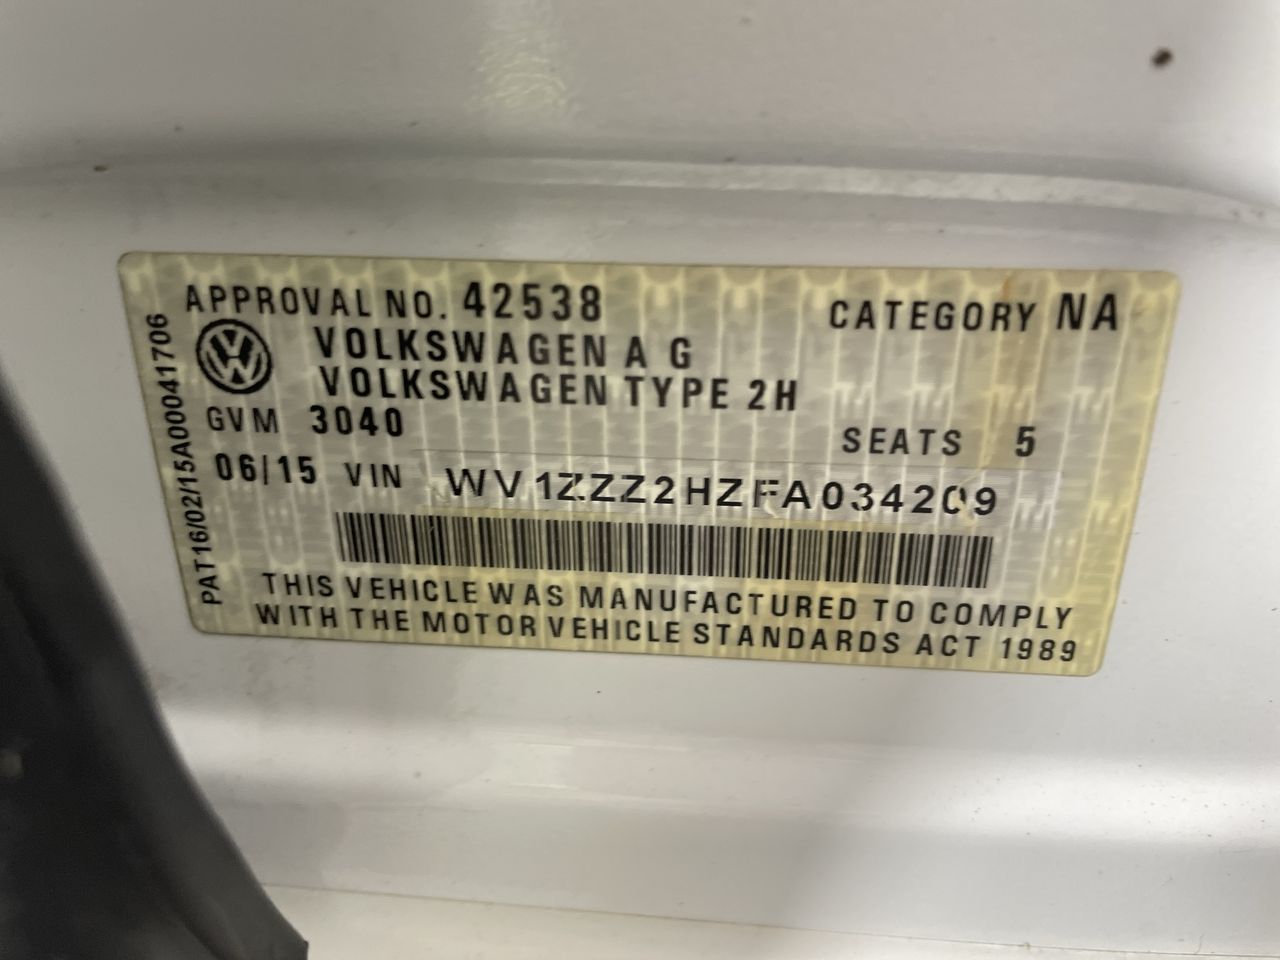 APPROVAL NO. 42538 CATEGORY NA
VOLKSWAGEN A G
VOLKSWAGEN TYPE 2H
GVM 3040 SEATS 5
06/15 VIN WV1ZZZ2HZFA034209
THIS VEHICLE WAS MANUFACTURED TO COMPLY
WITH THE MOTOR VEHICLE STANDARDS ACT 1989
PAT16/02/15A00041706